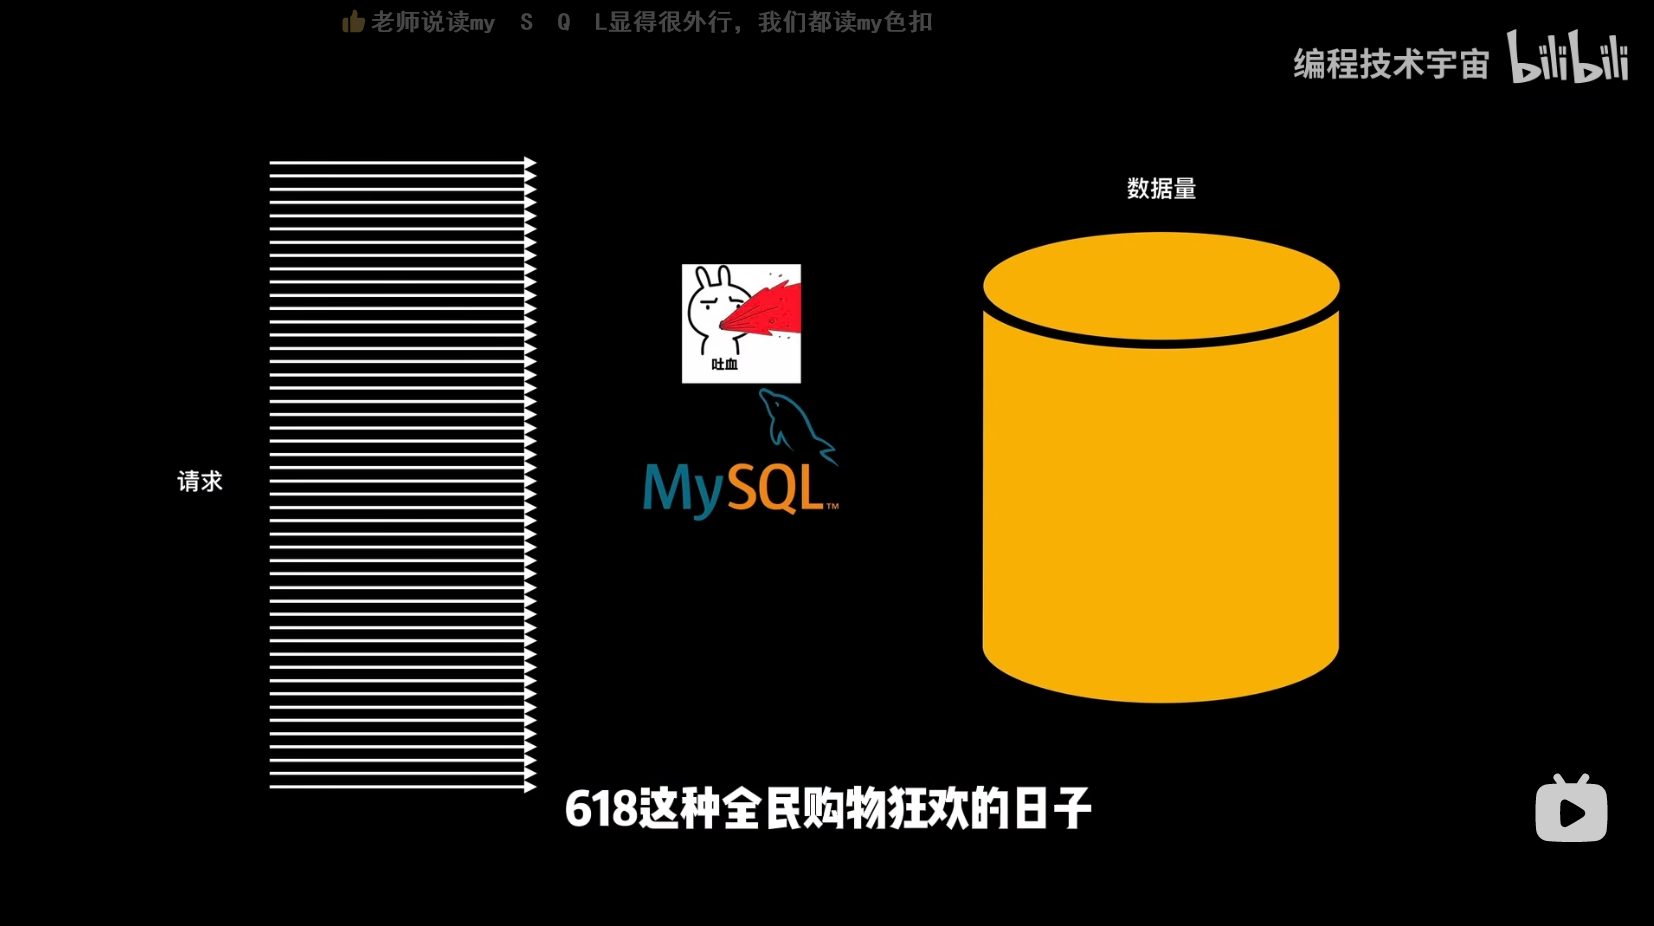 老师说读my S Q L显得很外行，我们都读my色扣
编程技术宇宙 bilibili
数据量
吐血
MySQL™
请求
618这种全民购物狂欢的日子